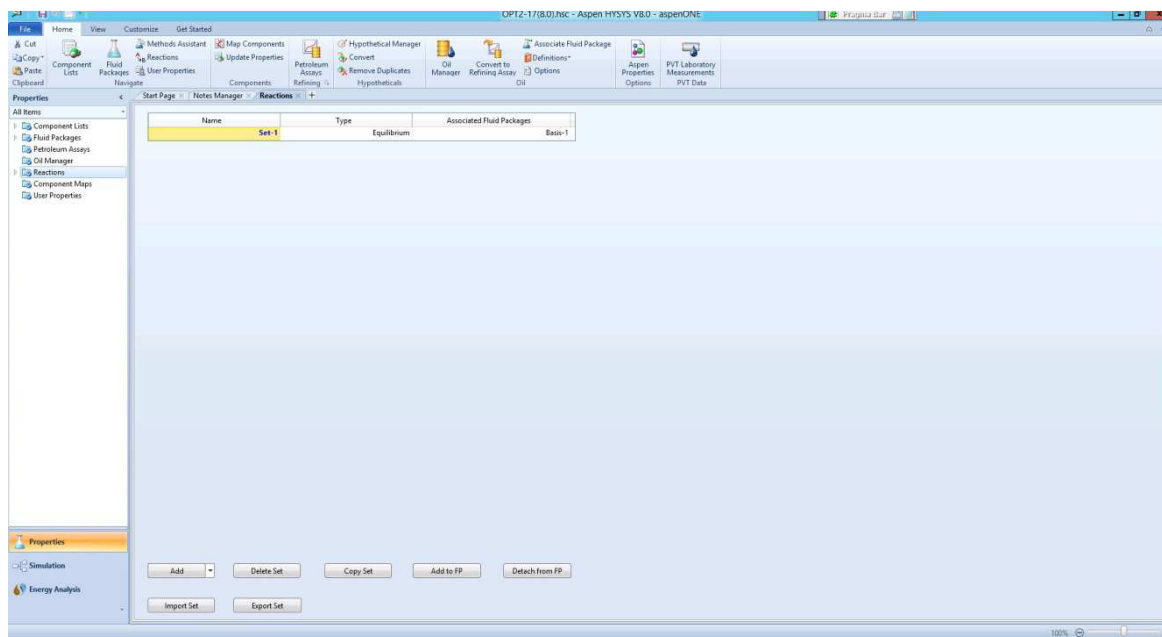 OPT2-17(8.0).hsc - Aspen HYSYS V8.0 - aspenONE
Pragma Bar
File Home View Customize Get Started
Cut
Copy
Paste
Clipboard
Component Lists
Fluid Packages
Methods Assistant
Reactions
User Properties
Navigate
Map Components
Update Properties
Components
Petroleum Assays
Refining
Hypothetical Manager
Convert
Remove Duplicates
Hypotheticals
Oil Manager
Convert to Refining Assay
Associate Fluid Package
Definitions
Options
Oil
Aspen Properties
Options
PVT Laboratory Measurements
PVT Data
Properties <
Start Page Notes Manager Reactions +
All Items
Component Lists
Fluid Packages
Petroleum Assays
Oil Manager
Reactions
Component Maps
User Properties
Name Type Associated Fluid Packages
Set-1 Equilibrium Basis-1
Properties
Simulation
Energy Analysis
Add Delete Set Copy Set Add to FP Detach from FP
Import Set Export Set
100%